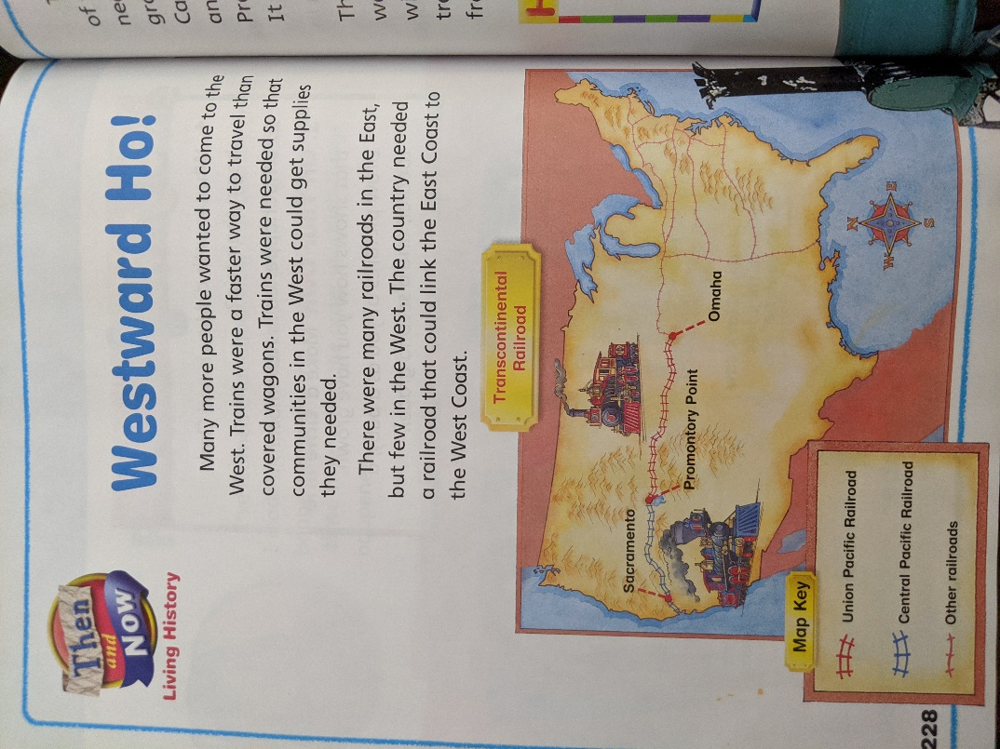 Then
and
Now
Living History
Westward Ho!
Many more people wanted to come to the
West. Trains were a faster way to travel than
covered wagons. Trains were needed so that
communities in the West could get supplies
they needed.
There were many railroads in the East,
but few in the West. The country needed
a railroad that could link the East Coast to
the West Coast.
Transcontinental
Railroad
Sacramento
Promontory Point
Omaha
N
W
E
S
Map Key
Union Pacific Railroad
Central Pacific Railroad
Other railroads
228
of